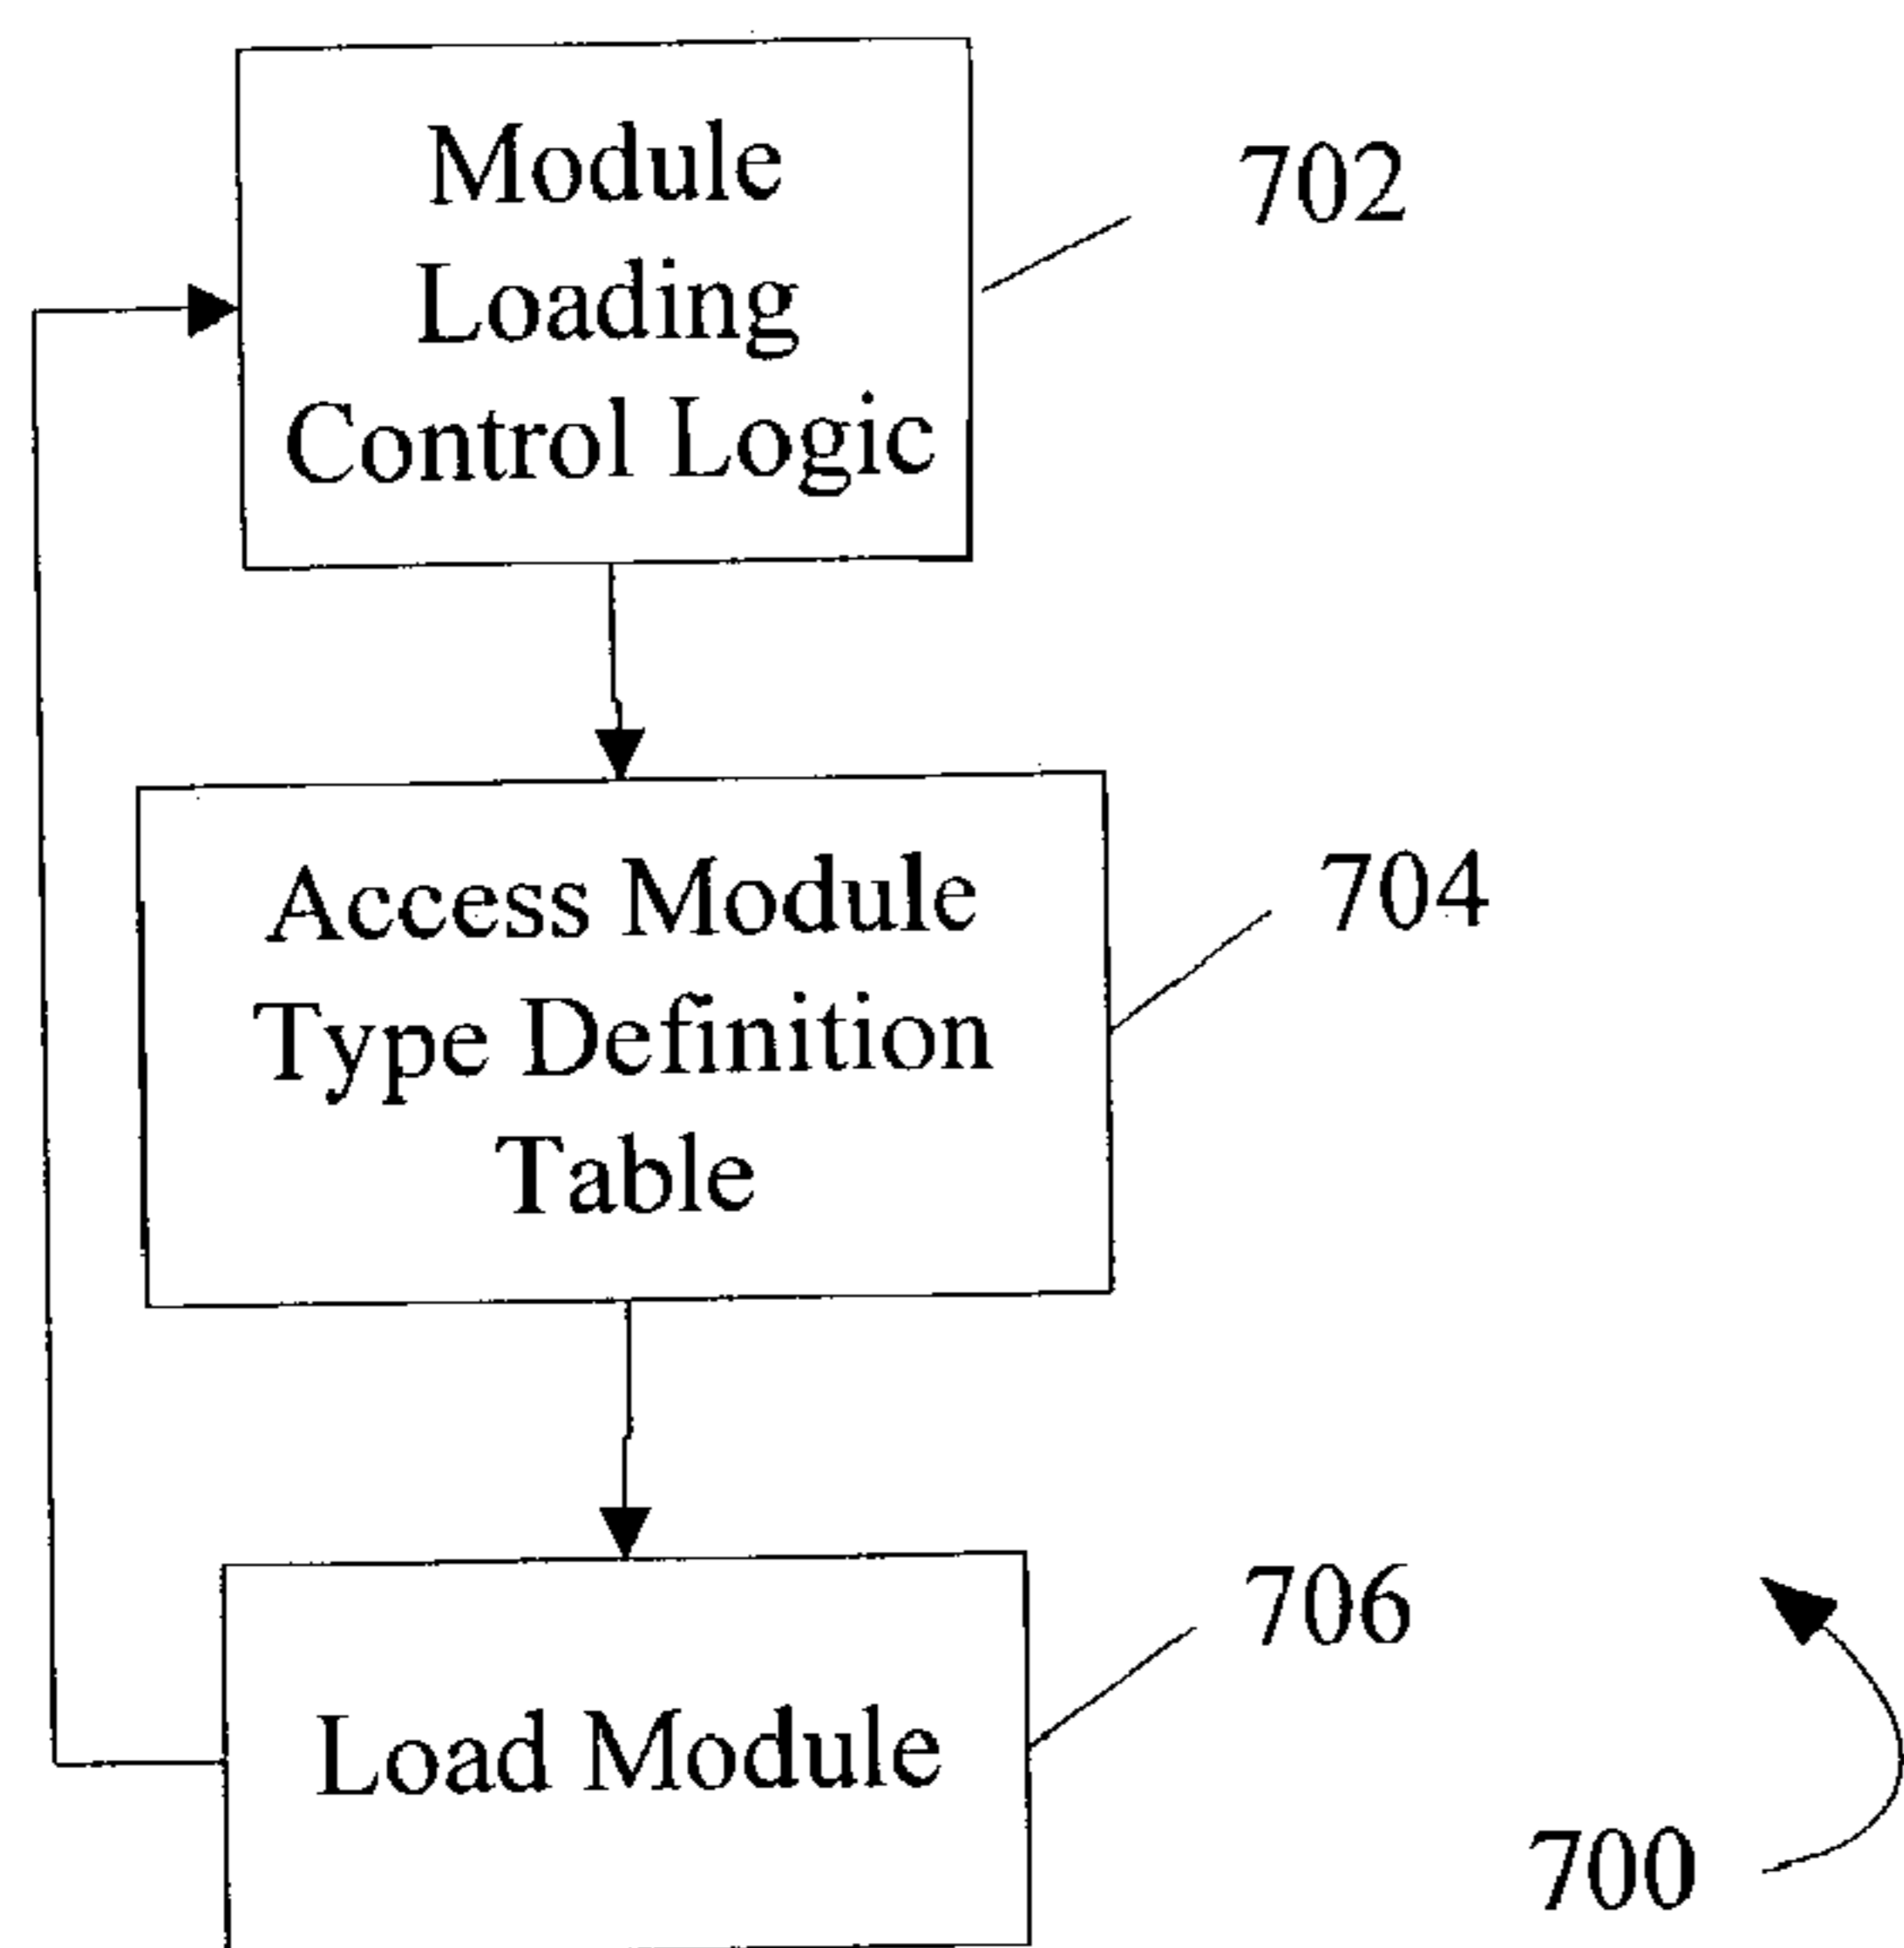 Module
Loading
Control Logic
702
Access Module
Type Definition
Table
704
Load Module
706
700